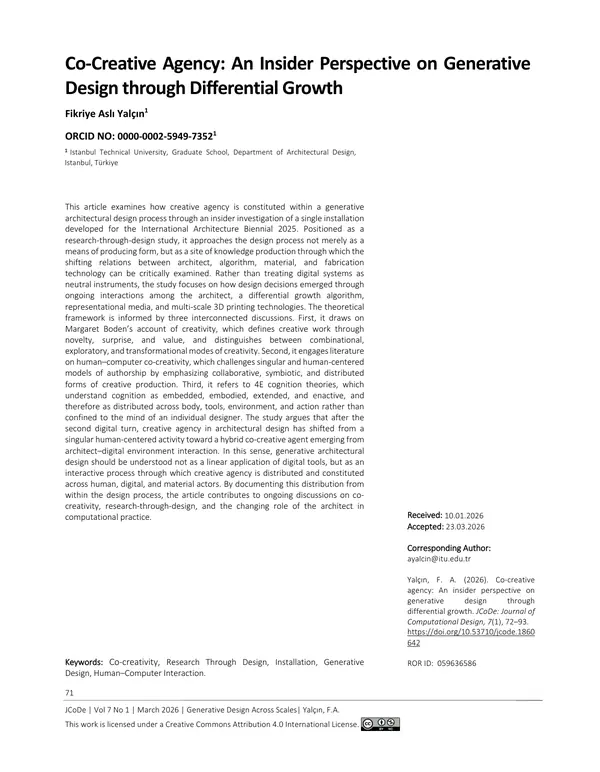 Co-Creative Agency: An Insider Perspective on Generative
Design through Differential Growth
Fikriye Aslı Yalçın1
ORCID NO: 0000-0002-5949-73521
1 Istanbul Technical University, Graduate School, Department of Architectural Design,
Istanbul, Türkiye
This article examines how creative agency is constituted within a generative
architectural design process through an insider investigation of a single installation
developed for the International Architecture Biennial 2025. Positioned as a
research-through-design study, it approaches the design process not merely as a
means of producing form, but as a site of knowledge production through which the
shifting relations between architect, algorithm, material, and fabrication
technology can be critically examined. Rather than treating digital systems as
neutral instruments, the study focuses on how design decisions emerged through
ongoing interactions among the architect, a differential growth algorithm,
representational media, and multi-scale 3D printing technologies. The theoretical
framework is informed by three interconnected discussions. First, it draws on
Margaret Boden's account of creativity, which defines creative work through
novelty, surprise, and value, and distinguishes between combinational,
exploratory, and transformational modes of creativity. Second, it engages literature
on human–computer co-creativity, which challenges singular and human-centered
models of authorship by emphasizing collaborative, symbiotic, and distributed
forms of creative production. Third, it refers to 4E cognition theories, which
understand cognition as embedded, embodied, extended, and enactive, and
therefore as distributed across body, tools, environment, and action rather than
confined to the mind of an individual designer. The study argues that after the
second digital turn, creative agency in architectural design has shifted from a
singular human-centered activity toward a hybrid co-creative agent emerging from
architect–digital environment interaction. In this sense, generative architectural
design should be understood not as a linear application of digital tools, but as an
interactive process through which creative agency is distributed and constituted
across human, digital, and material actors. By documenting this distribution from
within the design process, the article contributes to ongoing discussions on co-
creativity, research-through-design, and the changing role of the architect in
computational practice.
Received: 10.01.2026
Accepted: 23.03.2026
Corresponding Author:
ayalcin@itu.edu.tr
Yalçın, F. A. (2026). Co-creative
agency: An insider perspective on
generative design through
differential growth. JCoDe: Journal of
Computational Design, 7(1), 72–93.
https://doi.org/10.53710/jcode.1860
642
Keywords: Co-creativity, Research Through Design, Installation, Generative
Design, Human–Computer Interaction.
ROR ID: 059636586
71
JCoDe | Vol 7 No 1 | March 2026 | Generative Design Across Scales| Yalçın, F.A.
This work is licensed under a Creative Commons Attribution 4.0 International License.
cc BY NC